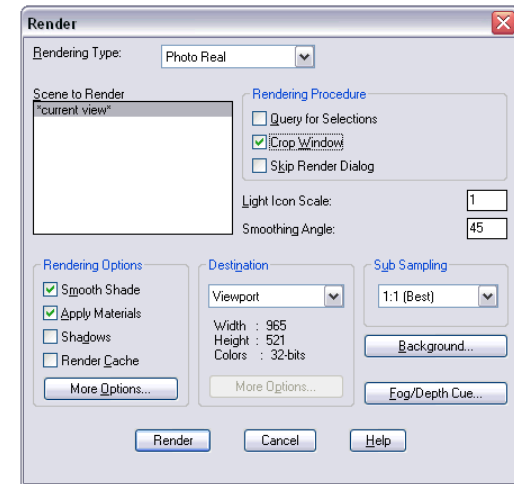 Render
Rendering Type:
Photo Real
Scene to Render
*current view*
Rendering Procedure
Query for Selections
Crop Window
Skip Render Dialog
Light Icon Scale:
1
Smoothing Angle:
45
Rendering Options
Smooth Shade
Apply Materials
Shadows
Render Cache
More Options...
Destination
Viewport
Width : 965
Height : 521
Colors : 32-bits
More Options...
Sub Sampling
1:1 (Best)
Background...
Fog/Depth Cue...
Render
Cancel
Help